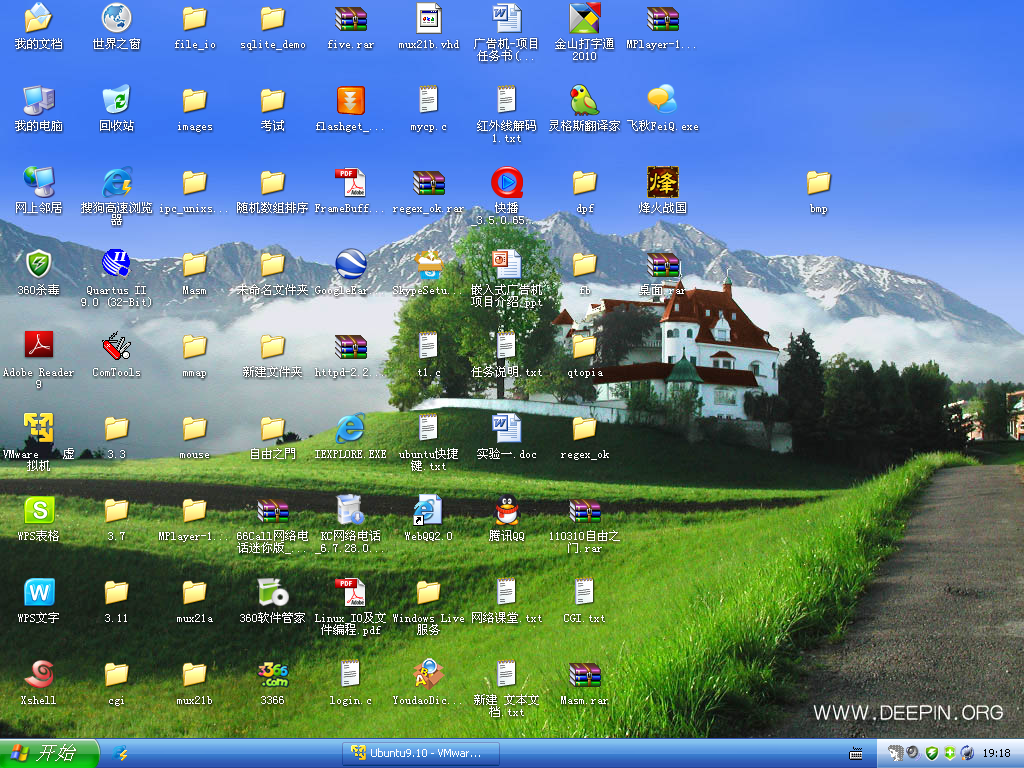 我的文档
世界之窗
file_io
sqlite_demo
five.rar
mux21b.vhd
广告机-项目
任务书(...
金山打字通
2010
MPlayer-1...
我的电脑
回收站
images
考试
flashget_...
mycp.c
红外线解码
1.txt
灵格斯翻译家
飞秋FeiQ.exe
网上邻居
搜狗高速浏览
器
ipc_unixs...
随机数组排序
FrameBuff...
regex_ok.rar
快播
_3.5.0.65...
dpf
烽火战国
bmp
360杀毒
Quartus II
9.0 (32-Bit)
Masm
未命名文件夹
GoogleEar...
SkypeSetu...
嵌入式广告机
项目介绍.ppt
fb
桌面.rar
Adobe Reader
9
ComTools
mmap
新建文件夹
httpd-2.2...
t1.c
任务说明.txt
qtopia
VMware 虚
拟机
3.3
mouse
自由之門
IEXPLORE.EXE
ubuntu快捷
键.txt
实验一.doc
regex_ok
WPS表格
3.7
MPlayer-1...
66Call网络电
话迷你版_...
KC网络电话
_6.7.28.0...
WebQQ2.0
腾讯QQ
110310自由之
门.rar
WPS文字
3.11
mux21a
360软件管家
Linux_IO及文
件编程.pdf
Windows Live
服务
网络课堂.txt
CGI.txt
Xshell
cgi
mux21b
3366
login.c
YoudaoDic...
新建 文本文
档.txt
Masm.rar
WWW.DEEPIN.ORG
开始
Ubuntu9.10 - VMwar...
19:18